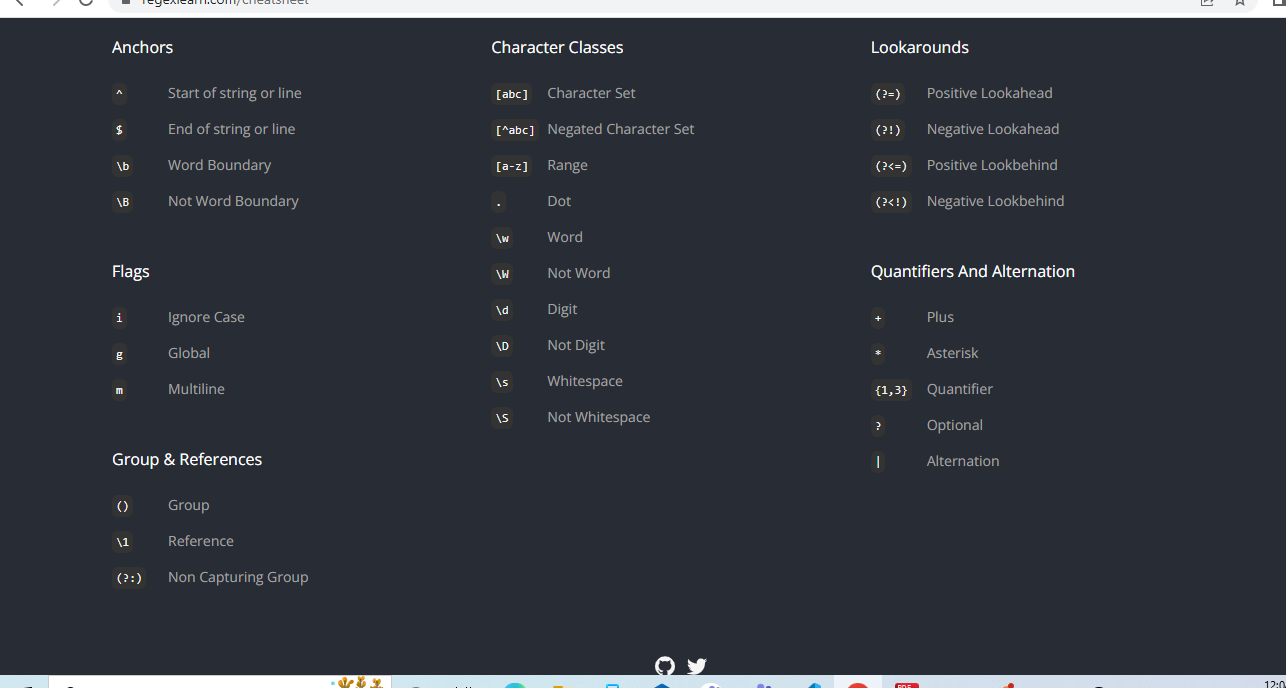 regexlearn.com/cheatsheet
Anchors
^ Start of string or line
$ End of string or line
\b Word Boundary
\B Not Word Boundary
Flags
i Ignore Case
g Global
m Multiline
Group & References
() Group
\1 Reference
(?:) Non Capturing Group
Character Classes
[abc] Character Set
[^abc] Negated Character Set
[a-z] Range
. Dot
\w Word
\W Not Word
\d Digit
\D Not Digit
\s Whitespace
\S Not Whitespace
Lookarounds
(?=) Positive Lookahead
(?!) Negative Lookahead
(?<=) Positive Lookbehind
(?<!) Negative Lookbehind
Quantifiers And Alternation
+ Plus
* Asterisk
{1,3} Quantifier
? Optional
| Alternation
PDF